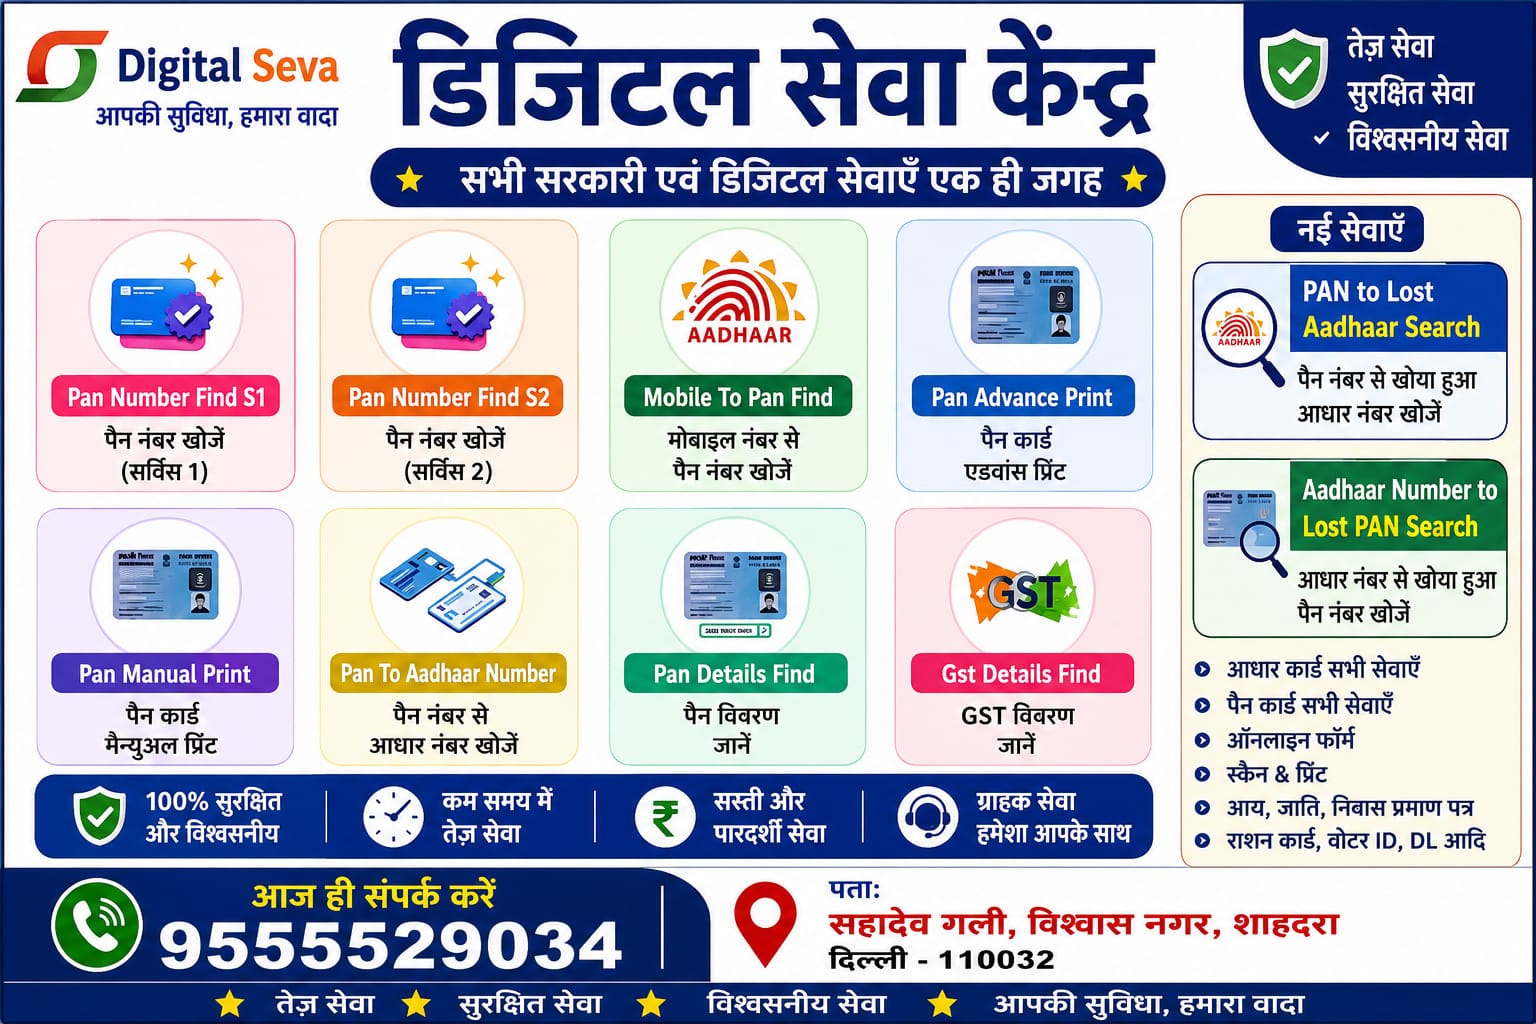 Digital Seva
आपकी सुविधा, हमारा वादा
डिजिटल सेवा केंद्र
★ सभी सरकारी एवं डिजिटल सेवाएँ एक ही जगह ★
तेज़ सेवा
सुरक्षित सेवा
✓ विश्वसनीय सेवा
Pan Number Find S1
पैन नंबर खोजें
(सर्विस 1)
Pan Number Find S2
पैन नंबर खोजें
(सर्विस 2)
AADHAAR
Mobile To Pan Find
मोबाइल नंबर से
पैन नंबर खोजें
Pan Advance Print
पैन कार्ड
एडवांस प्रिंट
Pan Manual Print
पैन कार्ड
मैन्युअल प्रिंट
Pan To Aadhaar Number
पैन नंबर से
आधार नंबर खोजें
Pan Details Find
पैन विवरण
जानें
GST
Gst Details Find
GST विवरण
जानें
नई सेवाएँ
AADHAAR
PAN to Lost
Aadhaar Search
पैन नंबर से खोया हुआ
आधार नंबर खोजें
Aadhaar Number to
Lost PAN Search
आधार नंबर से खोया हुआ
पैन नंबर खोजें
आधार कार्ड सभी सेवाएँ
पैन कार्ड सभी सेवाएँ
ऑनलाइन फॉर्म
स्कैन & प्रिंट
आय, जाति, निवास प्रमाण पत्र
राशन कार्ड, वोटर ID, DL आदि
100% सुरक्षित
और विश्वसनीय
कम समय में
तेज़ सेवा
₹
सस्ती और
पारदर्शी सेवा
ग्राहक सेवा
हमेशा आपके साथ
आज ही संपर्क करें
9555529034
पता:
सहादेव गली, विश्वास नगर, शाहदरा
दिल्ली - 110032
★ तेज़ सेवा ★ सुरक्षित सेवा ★ विश्वसनीय सेवा ★ आपकी सुविधा, हमारा वादा